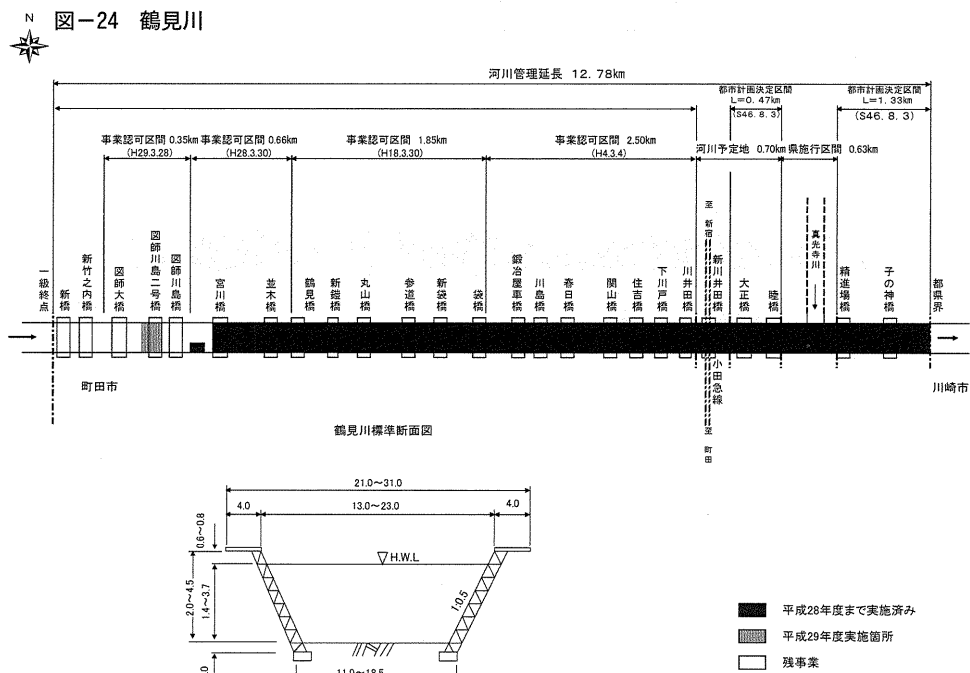 N
図－24 鶴見川
河川管理延長 12.78km
都市計画決定区間
L=0.47km
(S46.8.3)
都市計画決定区間
L=1.33km
(S46.8.3)
事業認可区間 0.35km
(H29.3.28)
事業認可区間 0.66km
(H28.3.30)
事業認可区間 1.85km
(H18.3.30)
事業認可区間 2.50km
(H4.3.4)
河川予定地 0.70km
県施行区間 0.63km
一級終点
新橋
新竹之内橋
図師大橋
図師川島二号橋
図師川島橋
宮川橋
並木橋
鶴見橋
新鎧橋
丸山橋
参道橋
新袋橋
袋橋
鍛冶屋車橋
川島橋
春日橋
関山橋
住吉橋
下川戸橋
川井田橋
至 新宿
新川井田橋
大正橋
睦橋
真光寺川
精進場橋
子の神橋
都県界
町田市
小田急線
至 町田
川崎市
鶴見川標準断面図
21.0～31.0
4.0
13.0～23.0
4.0
0.6～0.8
H.W.L
2.0～4.5
1.4～3.7
1:0.5
11.0～18.5
平成28年度まで実施済み
平成29年度実施箇所
残事業